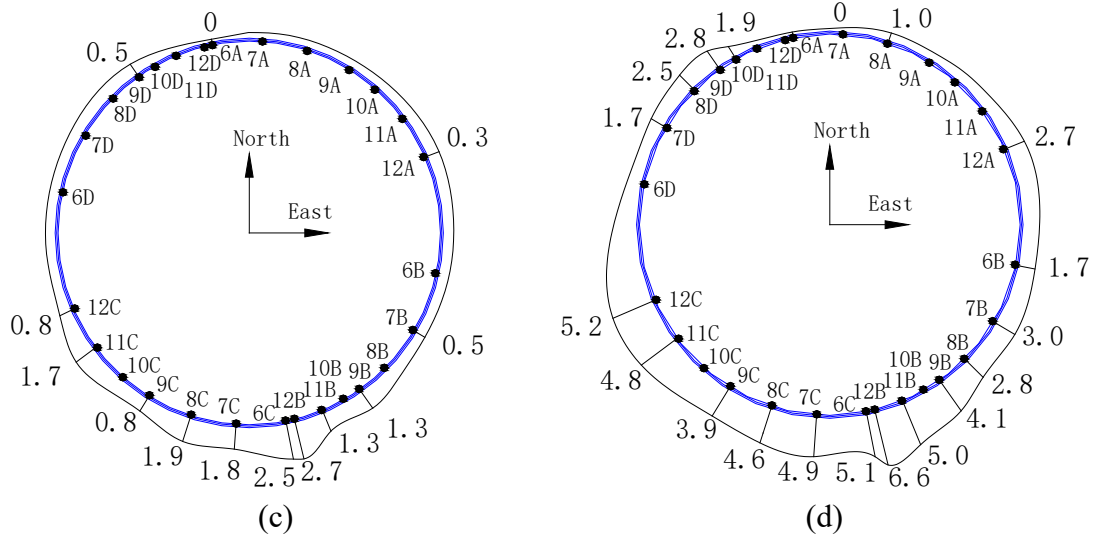 0
0.5
12D
6A
7A
8A
9A
10A
11A
12A
0.3
9D
10D
11D
8D
7D
6D
North
East
6B
7B
0.5
8B
9B
10B
11B
12B
1.3
1.3
2.7
2.5
6C
7C
1.8
8C
1.9
9C
0.8
10C
11C
1.7
12C
0.8
(c)
0
1.0
1.9
2.8
2.5
1.7
12D
6A
7A
8A
9A
10A
11A
12A
2.7
10D
11D
9D
8D
7D
6D
North
East
6B
1.7
7B
3.0
8B
2.8
9B
10B
4.1
11B
5.0
12B
6.6
6C
5.1
7C
4.9
8C
4.6
9C
3.9
10C
11C
4.8
12C
5.2
(d)